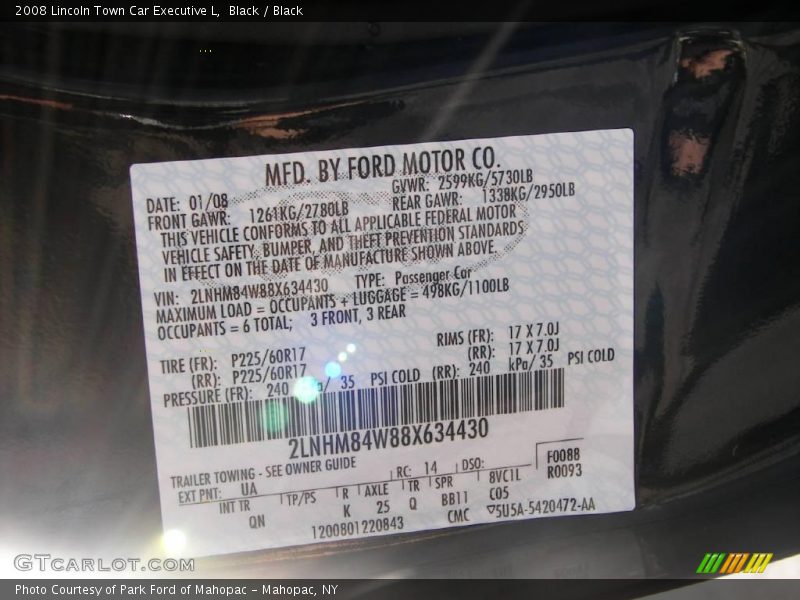 2008 Lincoln Town Car Executive L,  Black / Black
MFD. BY FORD MOTOR CO.
DATE: 01/08 GVWR: 2599KG/5730LB
FRONT GAWR: 1261KG/2780LB REAR GAWR: 1338KG/2950LB
THIS VEHICLE CONFORMS TO ALL APPLICABLE FEDERAL MOTOR
VEHICLE SAFETY, BUMPER, AND THEFT PREVENTION STANDARDS
IN EFFECT ON THE DATE OF MANUFACTURE SHOWN ABOVE.
VIN: 2LNHM84W88X634430 TYPE: Passenger Car
MAXIMUM LOAD = OCCUPANTS + LUGGAGE = 498KG/1100LB
OCCUPANTS = 6 TOTAL; 3 FRONT, 3 REAR
TIRE (FR): P225/60R17 RIMS (FR): 17 X 7.0J
(RR): P225/60R17 (RR): 17 X 7.0J
PRESSURE (FR): 240 kPa/ 35 PSI COLD (RR): 240 kPa/ 35 PSI COLD
2LNHM84W88X634430
TRAILER TOWING - SEE OWNER GUIDE
EXT PNT: UA RC: 14 DSO: F0088
R0093
INT TR TP/PS R AXLE TR SPR 8VC1L
QN K 25 Q BB11 C05
1200801220843 CMC ▽5U5A-5420472-AA
GTCarLot.com
Photo Courtesy of Park Ford of Mahopac - Mahopac, NY